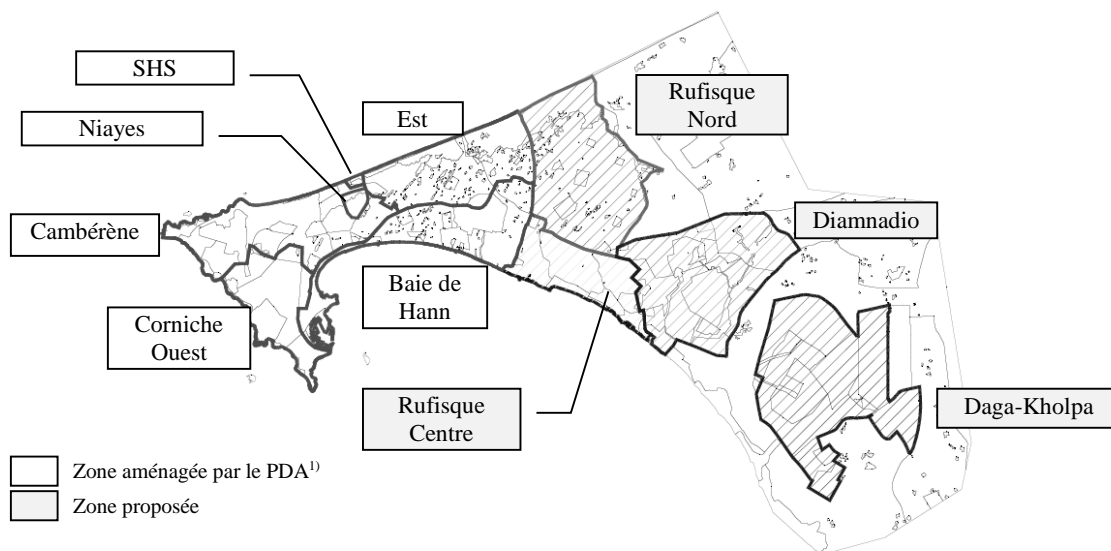 SHS
Niayes
Est
Rufisque
Nord
Cambérène
Diamnadio
Baie de
Hann
Corniche
Ouest
Rufisque
Centre
Daga-Kholpa
Zone aménagée par le PDA1)
Zone proposée